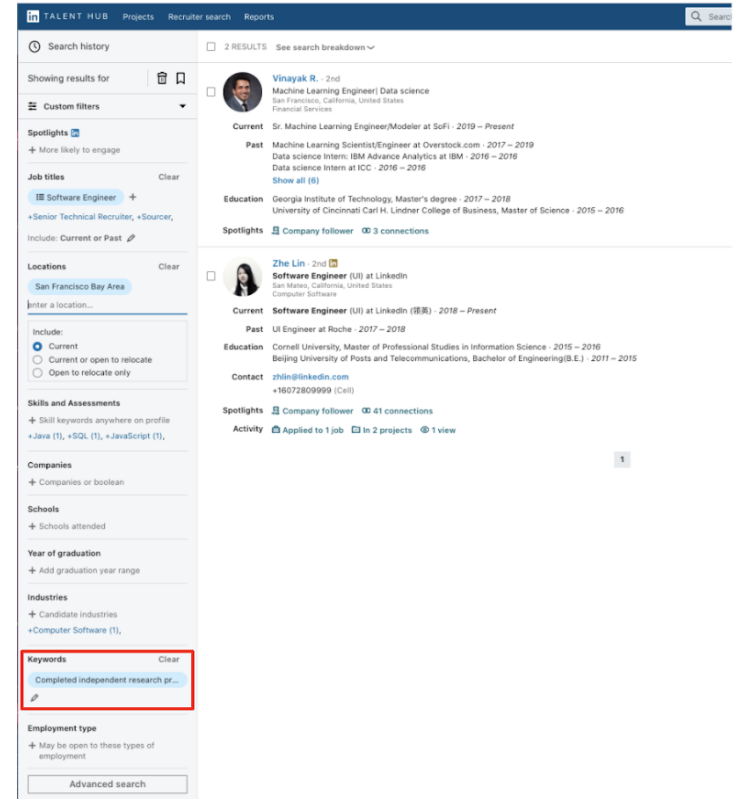 in TALENT HUB Projects Recruiter search Reports
Search history
2 RESULTS See search breakdown
Showing results for
Custom filters
Spotlights in
+ More likely to engage
Job titles Clear
Software Engineer +
+Senior Technical Recruiter, +Sourcer,
Include: Current or Past
Locations Clear
San Francisco Bay Area
enter a location...
Include:
Current
Current or open to relocate
Open to relocate only
Skills and Assessments
+ Skill keywords anywhere on profile
+Java (1), +SQL (1), +JavaScript (1),
Companies
+ Companies or boolean
Schools
+ Schools attended
Year of graduation
+ Add graduation year range
Industries
+ Candidate industries
+Computer Software (1),
Keywords Clear
Completed independent research pr...
Employment type
+ May be open to these types of
employment
Advanced search
Vinayak R. · 2nd
Machine Learning Engineer| Data science
San Francisco, California, United States
Financial Services
Current Sr. Machine Learning Engineer/Modeler at SoFi · 2019 – Present
Past Machine Learning Scientist/Engineer at Overstock.com · 2017 – 2019
Data science Intern: IBM Advance Analytics at IBM · 2016 – 2016
Data science Intern at ICC · 2016 – 2016
Show all (6)
Education Georgia Institute of Technology, Master's degree · 2017 – 2018
University of Cincinnati Carl H. Lindner College of Business, Master of Science · 2015 – 2016
Spotlights Company follower 3 connections
Zhe Lin · 2nd in
Software Engineer (UI) at LinkedIn
San Mateo, California, United States
Computer Software
Current Software Engineer (UI) at LinkedIn (领英) · 2018 – Present
Past UI Engineer at Roche · 2017 – 2018
Education Cornell University, Master of Professional Studies in Information Science · 2015 – 2016
Beijing University of Posts and Telecommunications, Bachelor of Engineering(B.E.) · 2011 – 2015
Contact zhlin@linkedin.com
+16072809999 (Cell)
Spotlights Company follower 41 connections
Activity Applied to 1 job In 2 projects 1 view
1